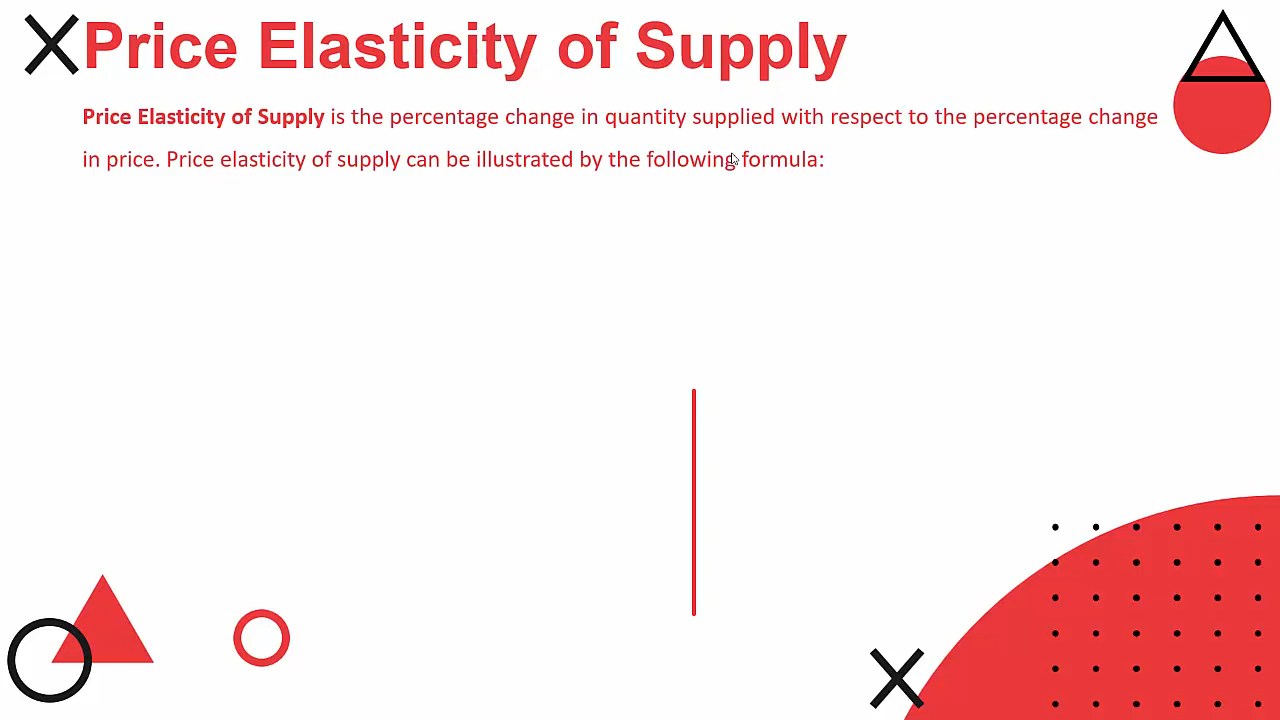 Price Elasticity of Supply
Price Elasticity of Supply is the percentage change in quantity supplied with respect to the percentage change
in price. Price elasticity of supply can be illustrated by the following formula: